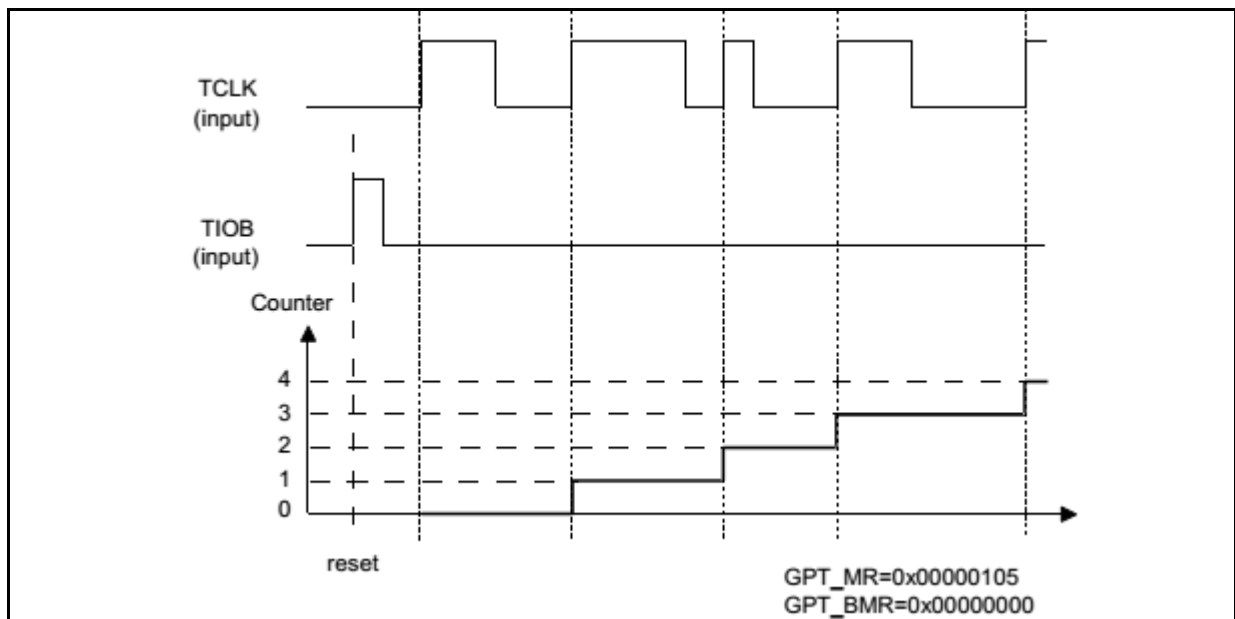 TCLK
(input)
TIOB
(input)
Counter
4
3
2
1
0
reset
GPT_MR=0x00000105
GPT_BMR=0x00000000